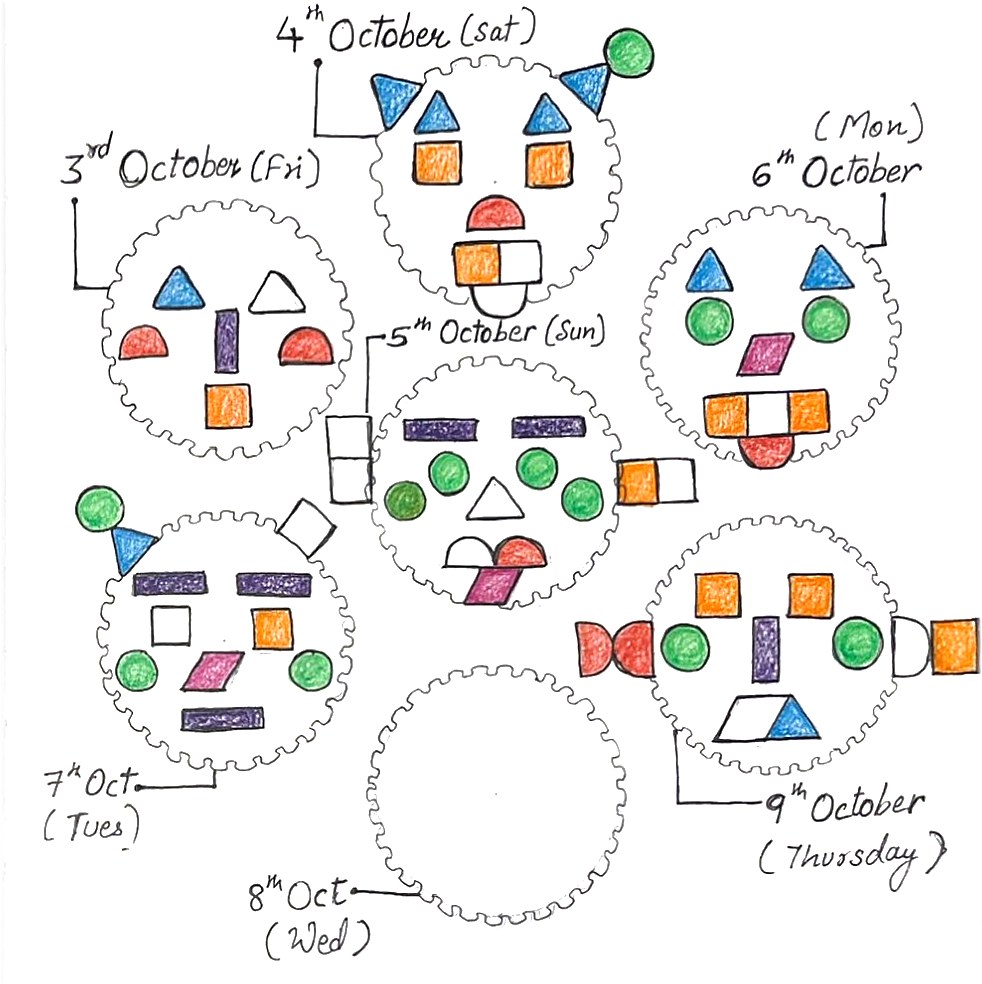 4th October (Sat)
3rd October (Fri)
(Mon)
6th October
5th October (Sun)
7th Oct
(Tues)
8th Oct
(Wed)
9th October
(Thursday)